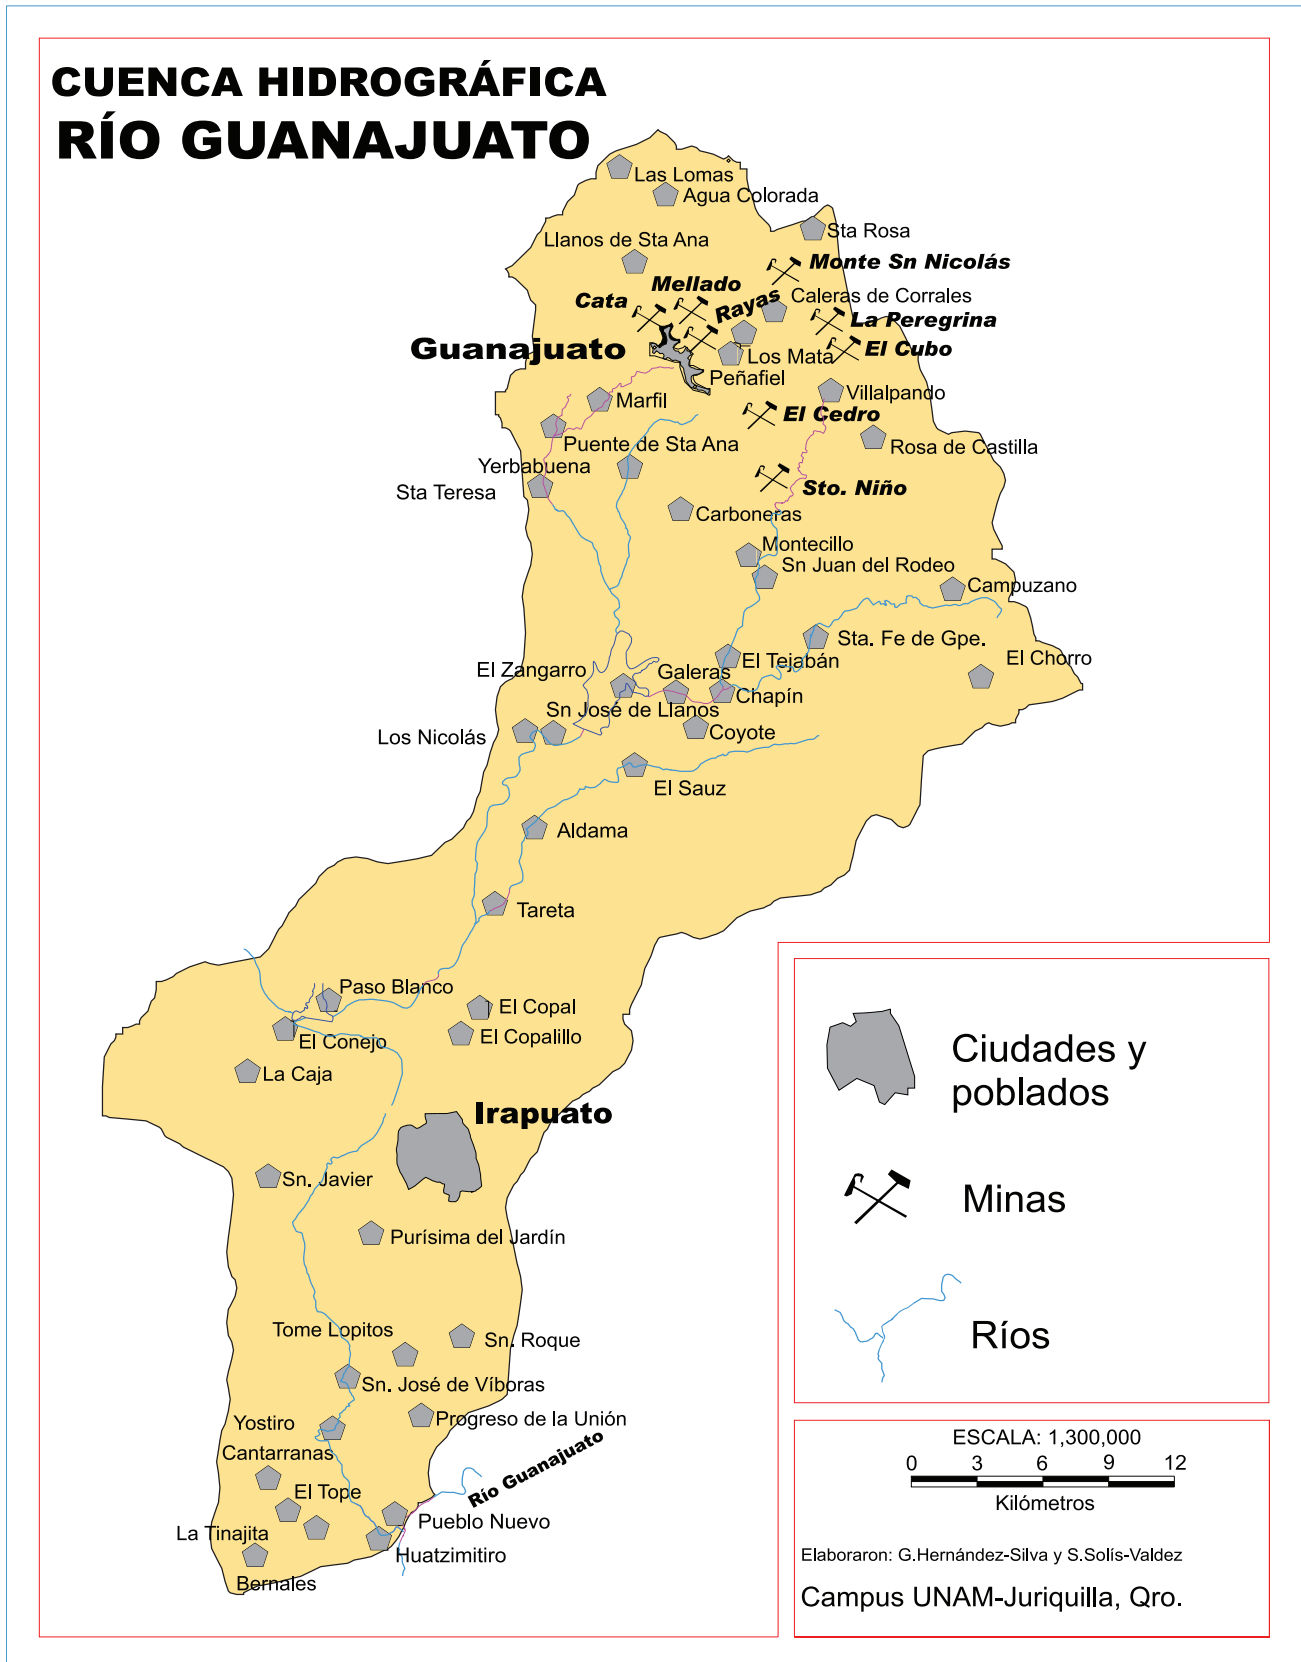 CUENCA HIDROGRÁFICA
RÍO GUANAJUATO
Las Lomas
Agua Colorada
Sta Rosa
Llanos de Sta Ana
Monte Sn Nicolás
Mellado
Cata
Rayas
Caleras de Corrales
La Peregrina
Guanajuato
Los Mata
El Cubo
Peñafiel
Villalpando
Marfil
El Cedro
Puente de Sta Ana
Rosa de Castilla
Yerbabuena
Sta Teresa
Sto. Niño
Carboneras
Montecillo
Sn Juan del Rodeo
Campuzano
Sta. Fe de Gpe.
El Tejabán
El Chorro
El Zangarro
Galeras
Chapín
Sn José de Llanos
Los Nicolás
Coyote
El Sauz
Aldama
Tareta
Paso Blanco
El Copal
El Conejo
El Copalillo
La Caja
Irapuato
Sn. Javier
Purísima del Jardín
Tome Lopitos
Sn. Roque
Sn. José de Víboras
Yostiro
Progreso de la Unión
Cantarranas
El Tope
Río Guanajuato
Pueblo Nuevo
La Tinajita
Huatzimitiro
Bernales
Ciudades y
poblados
Minas
Ríos
ESCALA: 1,300,000
0 3 6 9 12
Kilómetros
Elaboraron: G.Hernández-Silva y S.Solís-Valdez
Campus UNAM-Juriquilla, Qro.